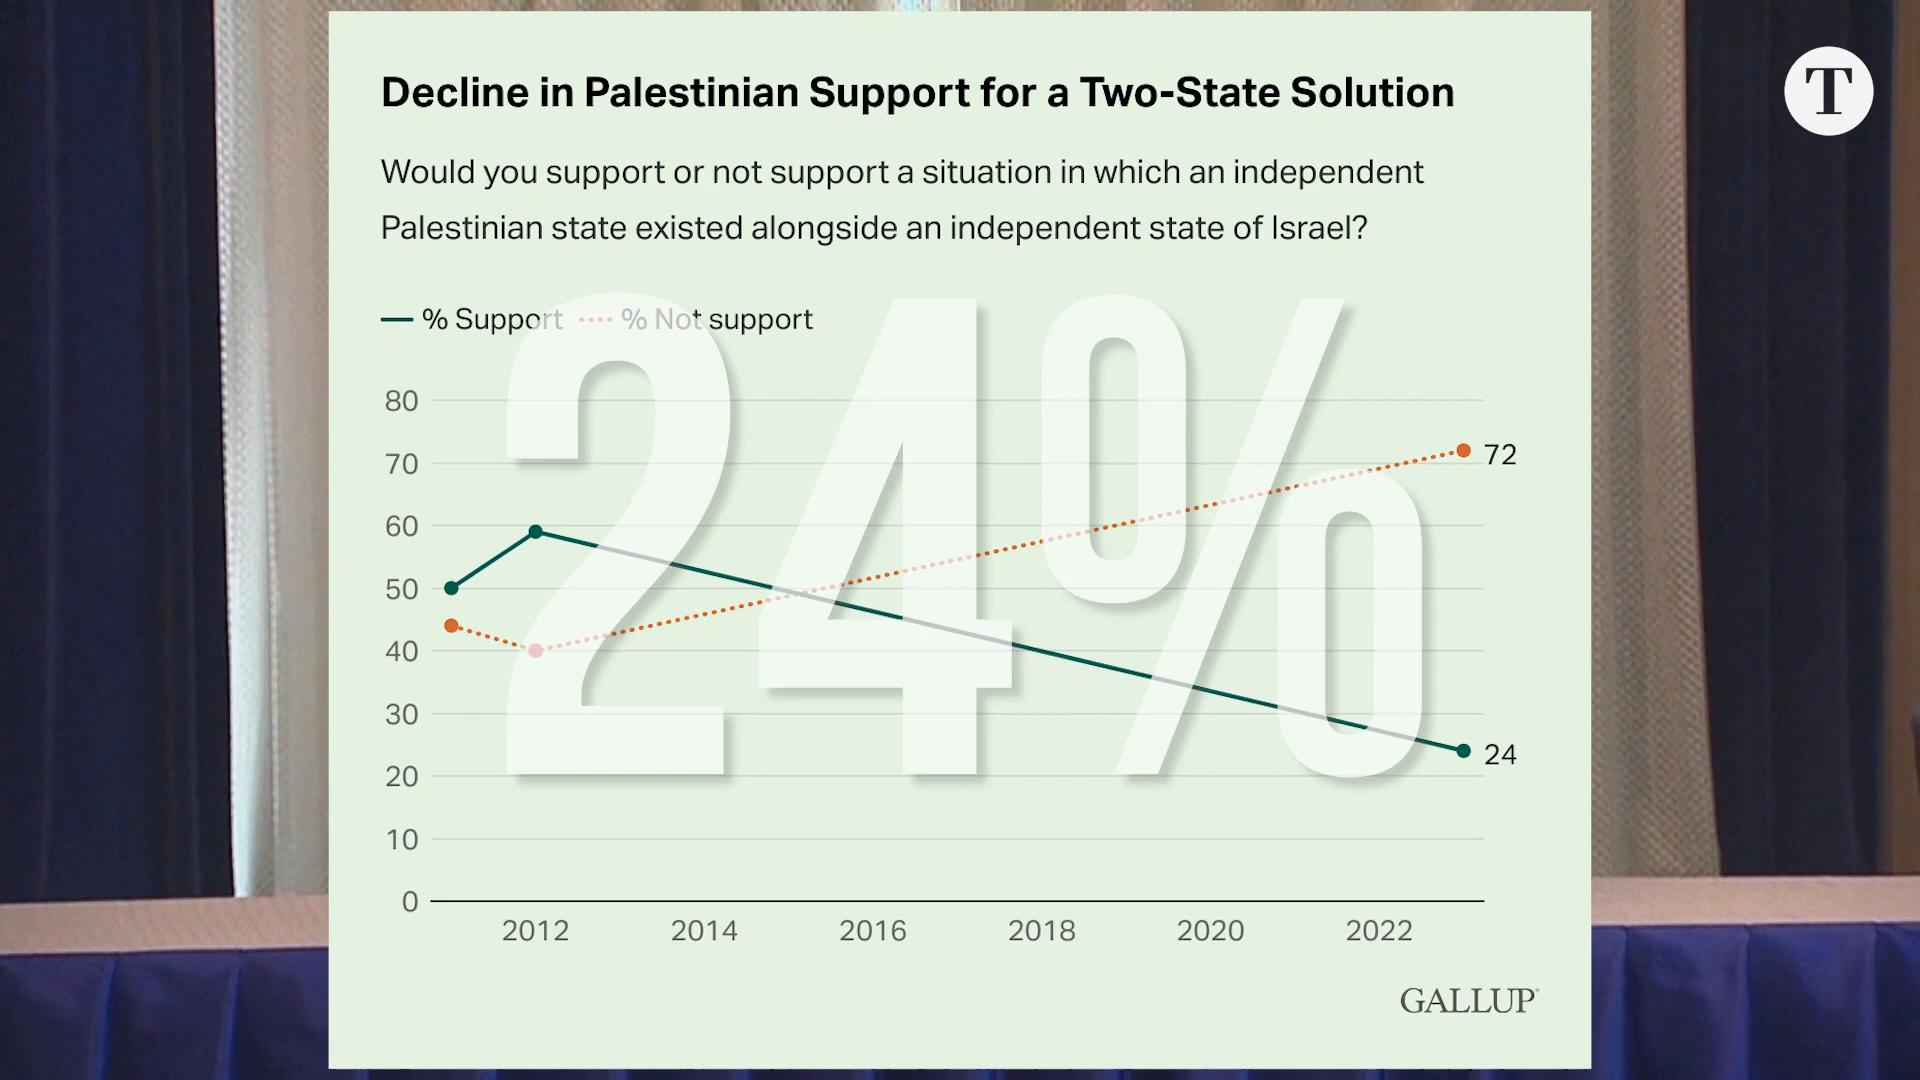 Decline in Palestinian Support for a Two-State Solution
T
Would you support or not support a situation in which an independent
Palestinian state existed alongside an independent state of Israel?
% Support % Not support
24%
80
70
72
60
50
40
30
24
20
10
0
2012 2014 2016 2018 2020 2022
GALLUP